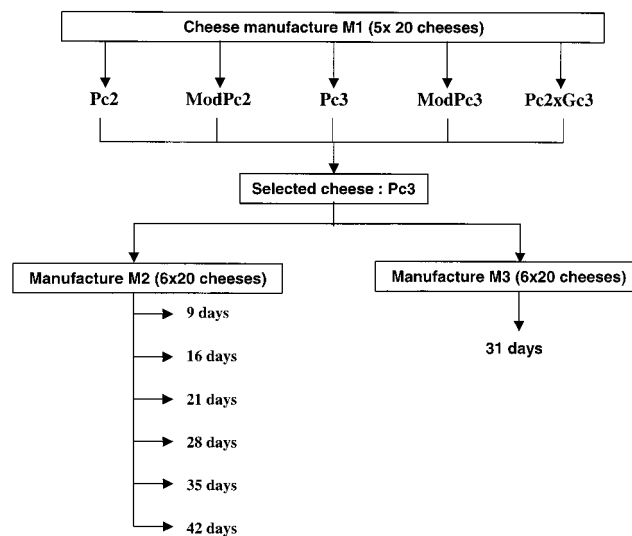 Cheese manufacture M1 (5x 20 cheeses)
Pc2 ModPc2 Pc3 ModPc3 Pc2xGc3
Selected cheese : Pc3
Manufacture M2 (6x20 cheeses) Manufacture M3 (6x20 cheeses)
9 days
31 days
16 days
21 days
28 days
35 days
42 days